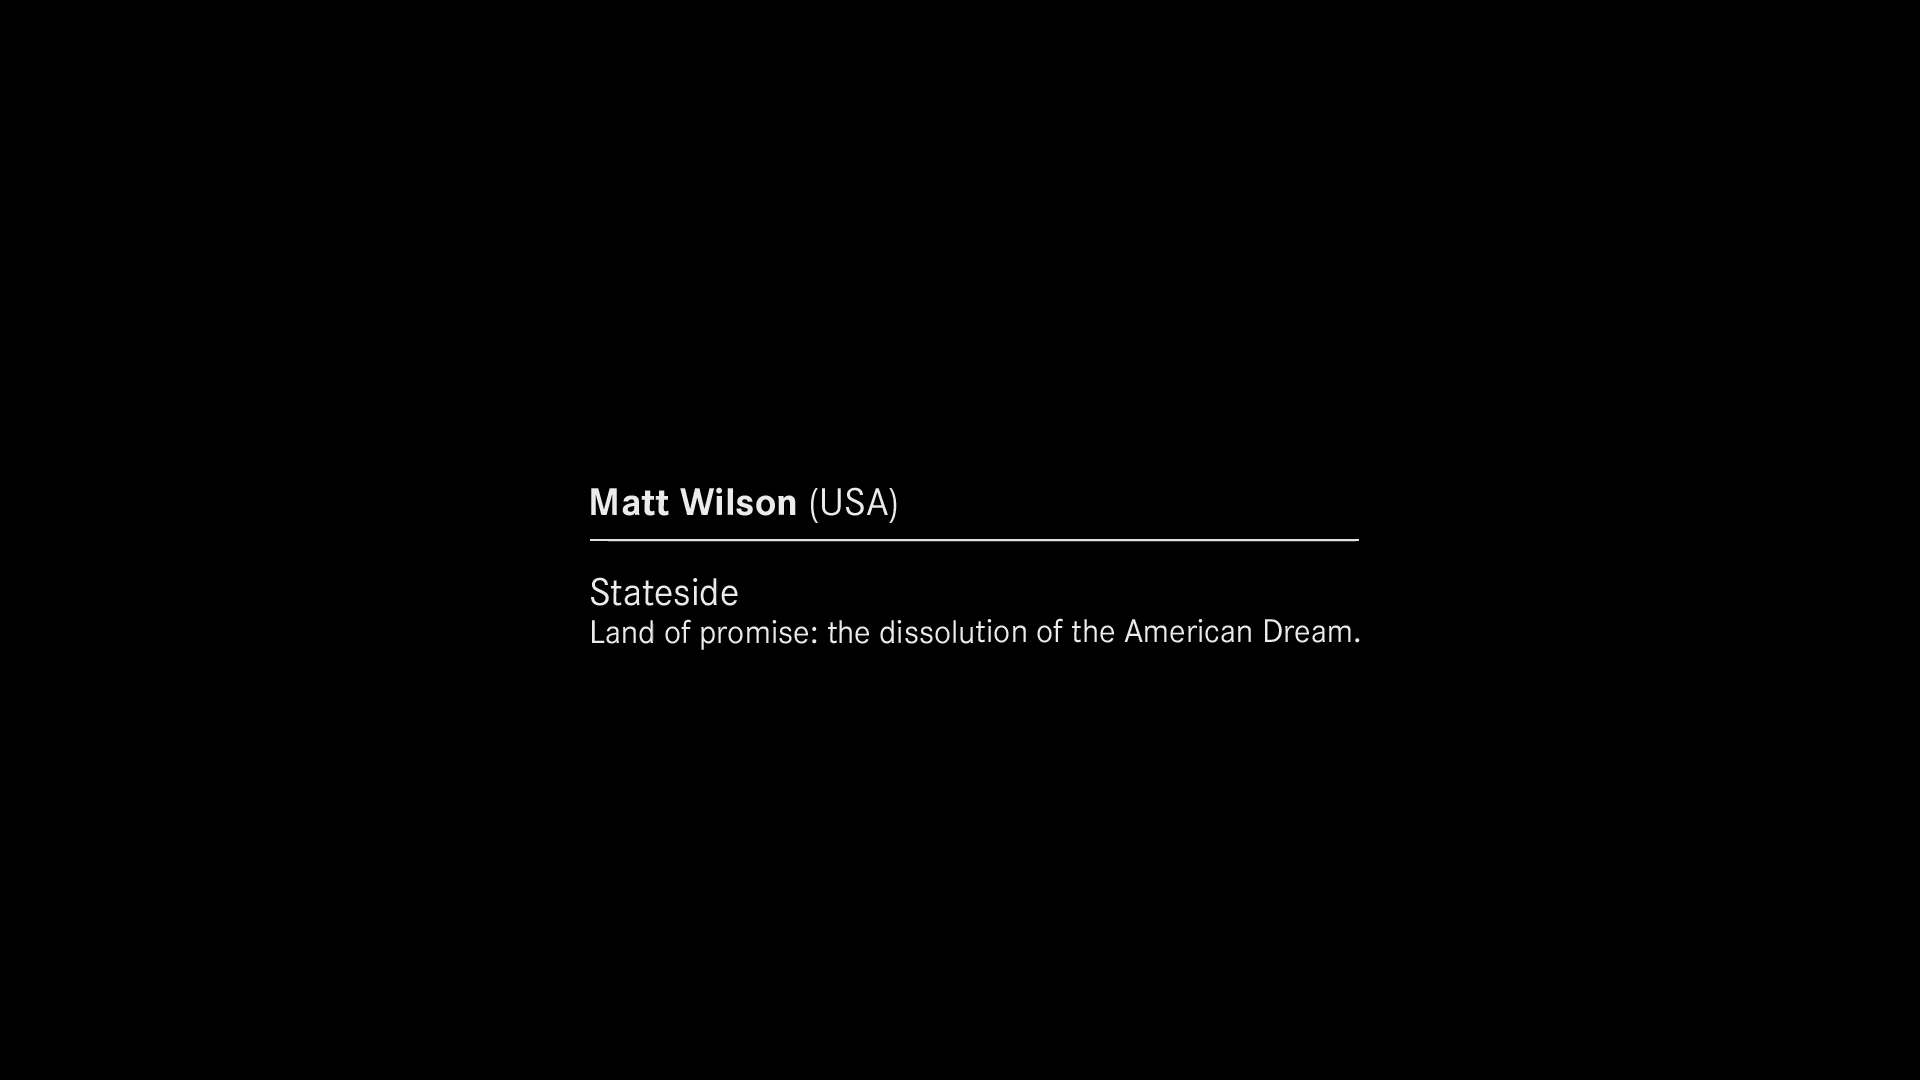 Matt Wilson (USA)
Stateside
Land of promise: the dissolution of the American Dream.